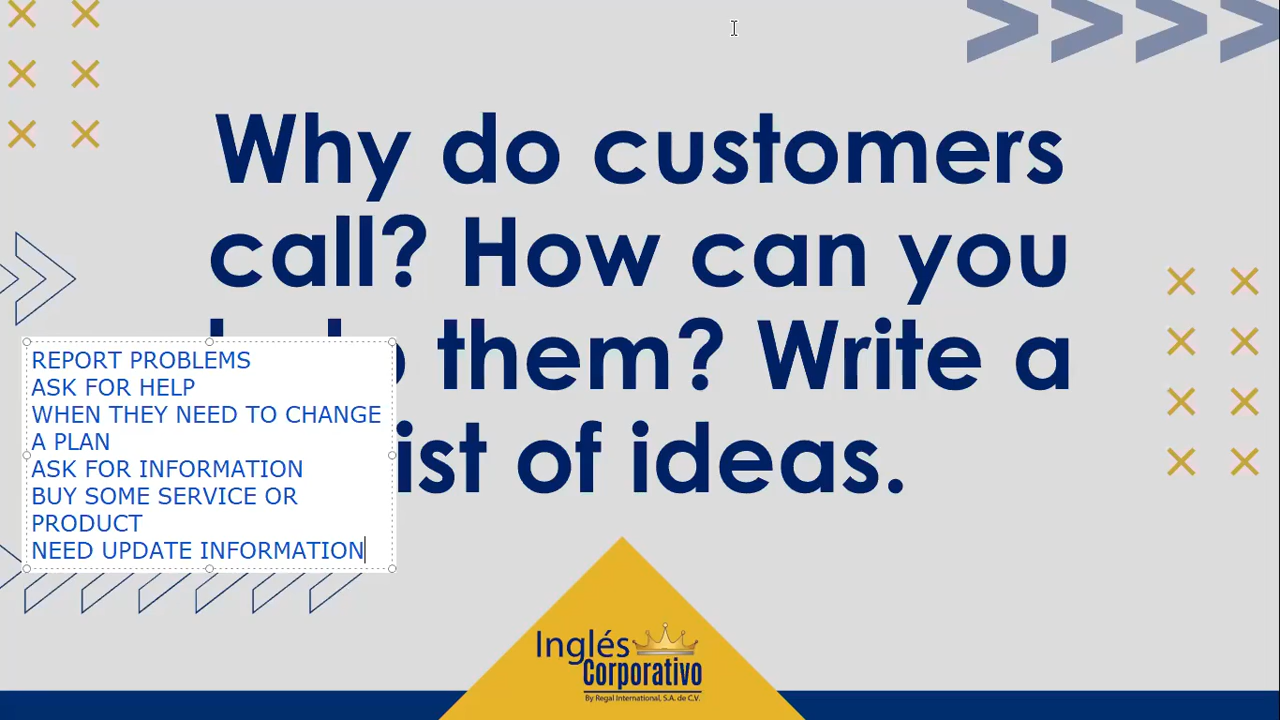 Why do customers
call? How can you
them? Write a
ist of ideas.
REPORT PROBLEMS
ASK FOR HELP
WHEN THEY NEED TO CHANGE
A PLAN
ASK FOR INFORMATION
BUY SOME SERVICE OR
PRODUCT
NEED UPDATE INFORMATION
Inglés
Corporativo
By Regal International, S.A. de C.V.